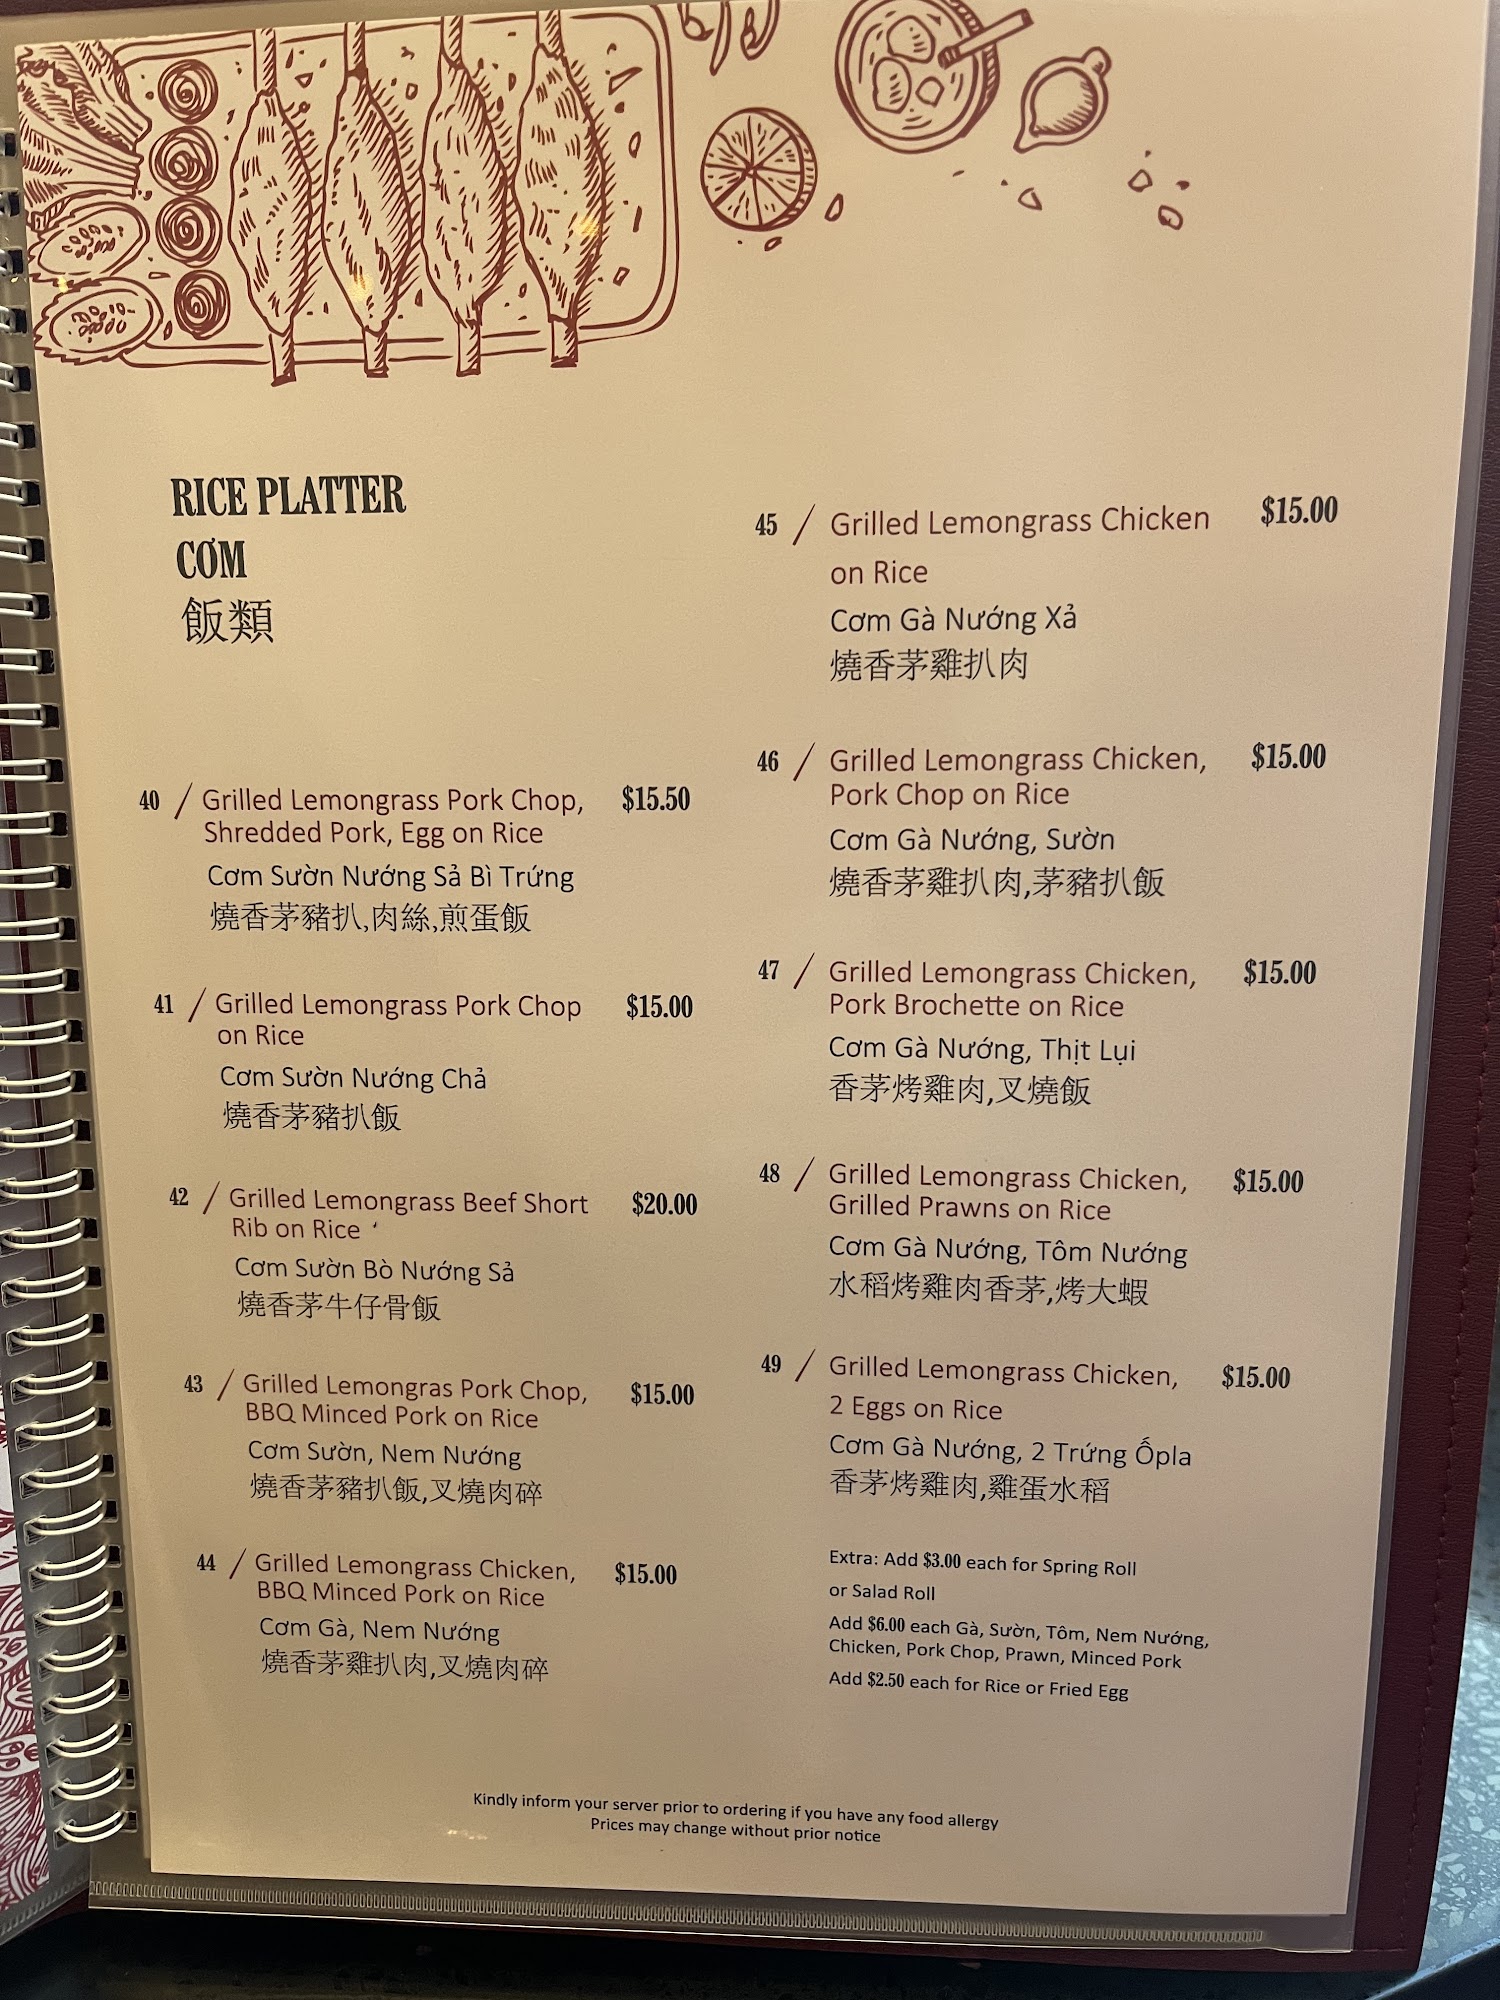 RICE PLATTER
CƠM
飯類
40 / Grilled Lemongrass Pork Chop, $15.50
Shredded Pork, Egg on Rice
Cơm Sườn Nướng Sả Bì Trứng
燒香茅豬扒,肉絲,煎蛋飯
41 / Grilled Lemongrass Pork Chop $15.00
on Rice
Cơm Sườn Nướng Chả
燒香茅豬扒飯
42 / Grilled Lemongrass Beef Short $20.00
Rib on Rice
Cơm Sườn Bò Nướng Sả
燒香茅牛仔骨飯
43 / Grilled Lemongras Pork Chop, $15.00
BBQ Minced Pork on Rice
Cơm Sườn, Nem Nướng
燒香茅豬扒飯,叉燒肉碎
44 / Grilled Lemongrass Chicken, $15.00
BBQ Minced Pork on Rice
Cơm Gà, Nem Nướng
燒香茅雞扒肉,叉燒肉碎
45 / Grilled Lemongrass Chicken $15.00
on Rice
Cơm Gà Nướng Xả
燒香茅雞扒肉
46 / Grilled Lemongrass Chicken, $15.00
Pork Chop on Rice
Cơm Gà Nướng, Sườn
燒香茅雞扒肉,茅豬扒飯
47 / Grilled Lemongrass Chicken, $15.00
Pork Brochette on Rice
Cơm Gà Nướng, Thịt Lụi
香茅烤雞肉,叉燒飯
48 / Grilled Lemongrass Chicken, $15.00
Grilled Prawns on Rice
Cơm Gà Nướng, Tôm Nướng
水稻烤雞肉香茅,烤大蝦
49 / Grilled Lemongrass Chicken, $15.00
2 Eggs on Rice
Cơm Gà Nướng, 2 Trứng Ốpla
香茅烤雞肉,雞蛋水稻
Extra: Add $3.00 each for Spring Roll
or Salad Roll
Add $6.00 each Gà, Sườn, Tôm, Nem Nướng,
Chicken, Pork Chop, Prawn, Minced Pork
Add $2.50 each for Rice or Fried Egg
Kindly inform your server prior to ordering if you have any food allergy
Prices may change without prior notice